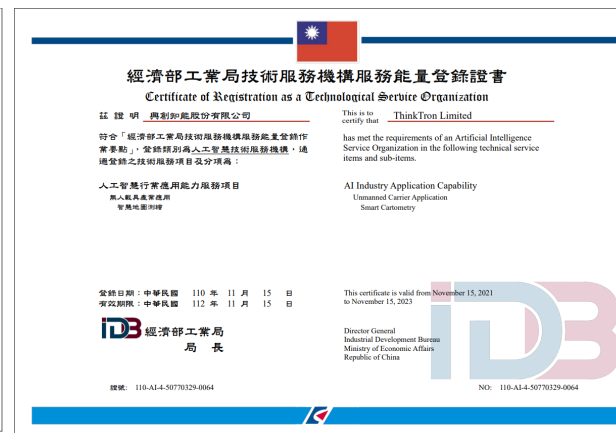 經濟部工業局技術服務機構服務能量登錄證書
Certificate of Registration as a Technological Service Organization
茲 證 明 興創知能股份有限公司
符合「經濟部工業局技術服務機構服務能量登錄作
業要點」，登錄類別為人工智慧技術服務機構，通
過登錄之技術服務項目及分項為：
人工智慧行業應用能力服務項目
無人載具產業應用
智慧地圖測繪
This is to
certify that ThinkTron Limited
has met the requirements of an Artificial Intelligence
Service Organization in the following technical service
items and sub-items.
AI Industry Application Capability
Unmanned Carrier Application
Smart Cartometry
登錄日期：中華民國 110 年 11 月 15 日
有效期限：中華民國 112 年 11 月 15 日
This certificate is valid from November 15, 2021
to November 15, 2023
IDB 經濟部工業局
局 長
Director General
Industrial Development Bureau
Ministry of Economic Affairs
Republic of China
IDB
證號: 110-AI-4-50770329-0064
NO: 110-AI-4-50770329-0064